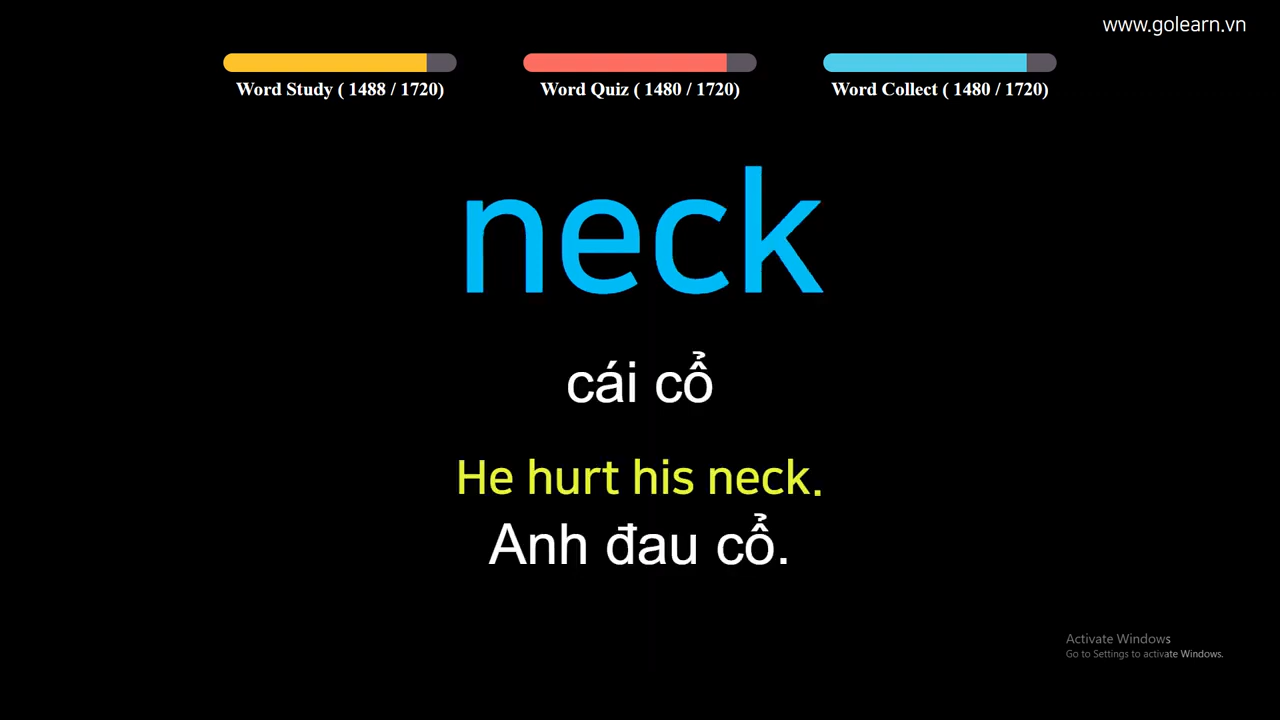 www.golearn.vn
Word Study ( 1488 / 1720)
Word Quiz ( 1480 / 1720)
Word Collect ( 1480 / 1720)
neck
cái cổ
He hurt his neck.
Anh đau cổ.
Activate Windows
Go to Settings to activate Windows.